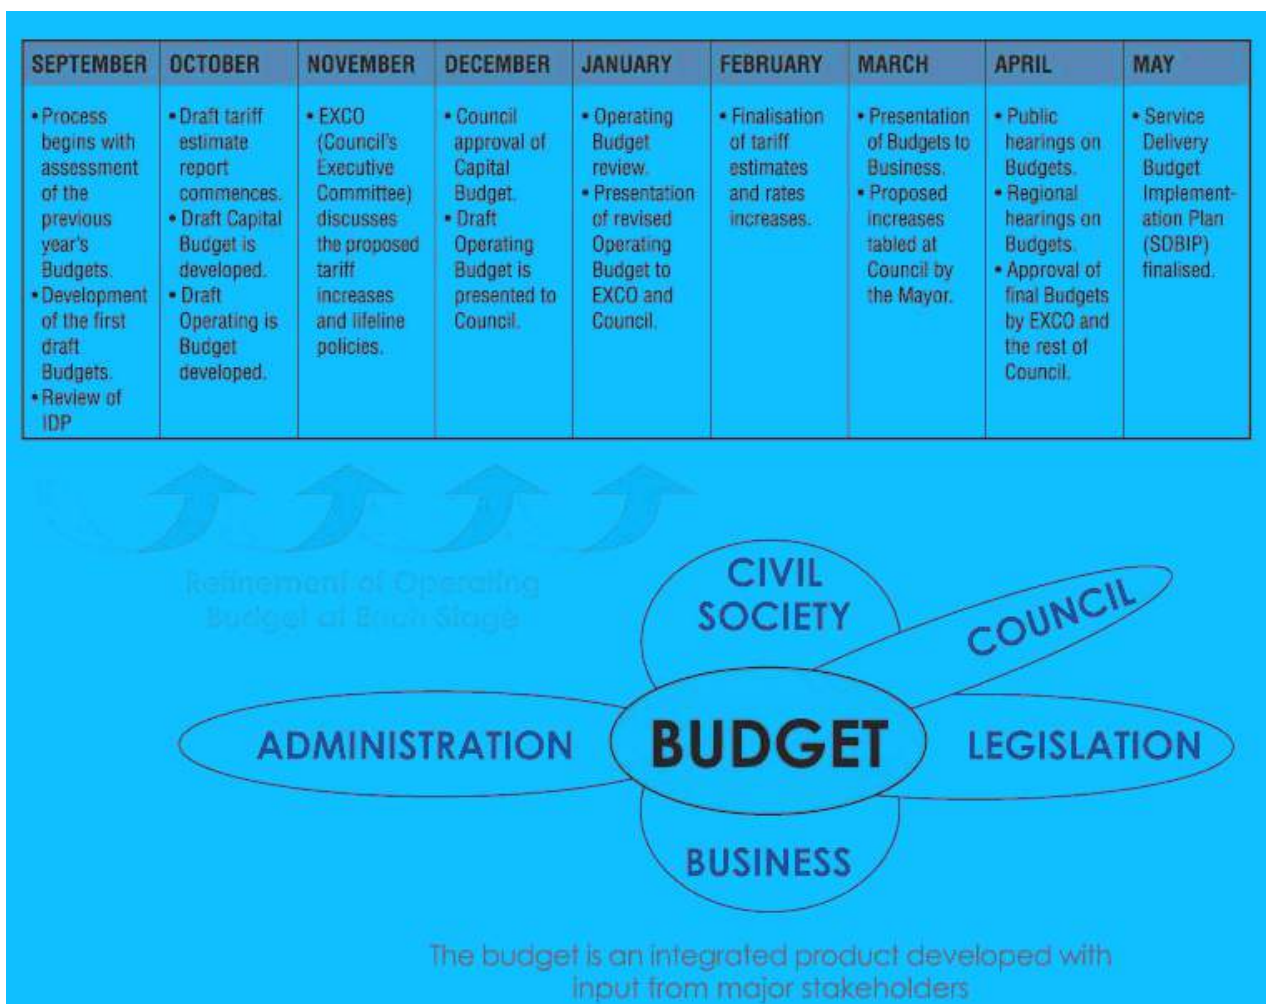 SEPTEMBER
• Process
begins with
assessment
of the
previous
year's
Budgets.
• Development
of the first
draft
Budgets.
• Review of
IDP
OCTOBER
• Draft tariff
estimate
report
commences.
• Draft Capital
Budget is
developed.
• Draft
Operating is
Budget
developed.
NOVEMBER
• EXCO
(Council's
Executive
Committee)
discusses
the proposed
tariff
increases
and lifeline
policies.
DECEMBER
• Council
approval of
Capital
Budget.
• Draft
Operating
Budget is
presented to
Council.
JANUARY
• Operating
Budget
review.
• Presentation
of revised
Operating
Budget to
EXCO and
Council.
FEBRUARY
• Finalisation
of tariff
estimates
and rates
increases.
MARCH
• Presentation
of Budgets to
Business.
• Proposed
increases
tabled at
Council by
the Mayor.
APRIL
• Public
hearings on
Budgets.
• Regional
hearings on
Budgets.
• Approval of
final Budgets
by EXCO and
the rest of
Council.
MAY
• Service
Delivery
Budget
Implement-
ation Plan
(SDBIP)
finalised.
Refinement of Operating
Budget at Each Stage
CIVIL
SOCIETY
COUNCIL
ADMINISTRATION
BUDGET
LEGISLATION
BUSINESS
The budget is an integrated product developed with
input from major stakeholders